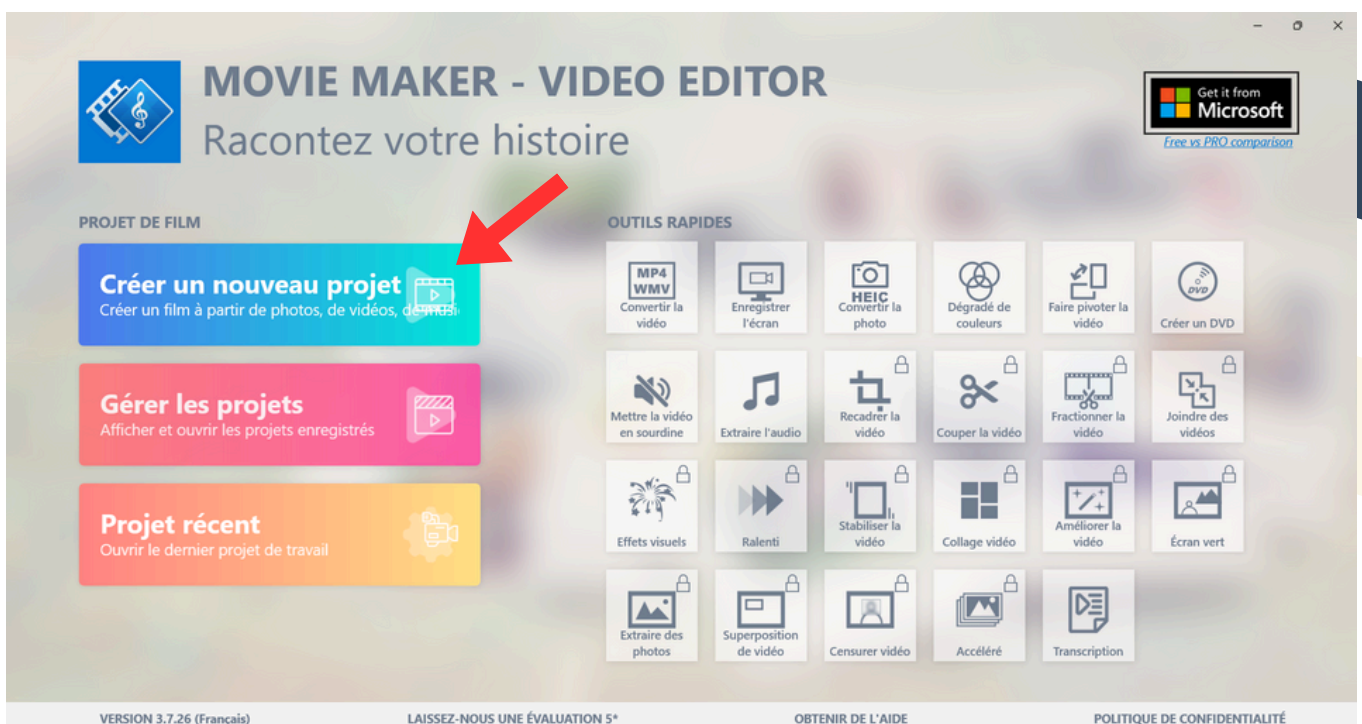 MOVIE MAKER - VIDEO EDITOR
Racontez votre histoire
Get it from
Microsoft
Free vs PRO comparison
PROJET DE FILM
Créer un nouveau projet
Créer un film à partir de photos, de vidéos, de musi
Gérer les projets
Afficher et ouvrir les projets enregistrés
Projet récent
Ouvrir le dernier projet de travail
OUTILS RAPIDES
MP4
WMV
Convertir la
vidéo
Enregistrer
l'écran
HEIC
Convertir la
photo
Dégradé de
couleurs
Faire pivoter la
vidéo
DVD
Créer un DVD
Mettre la vidéo
en sourdine
Extraire l'audio
Recadrer la
vidéo
Couper la vidéo
Fractionner la
vidéo
Joindre des
vidéos
Effets visuels
Ralenti
Stabiliser la
vidéo
Collage vidéo
Améliorer la
vidéo
Écran vert
Extraire des
photos
Superposition
de vidéo
Censurer vidéo
Accéléré
Transcription
VERSION 3.7.26 (Français)
LAISSEZ-NOUS UNE ÉVALUATION 5*
OBTENIR DE L'AIDE
POLITIQUE DE CONFIDENTIALITÉ